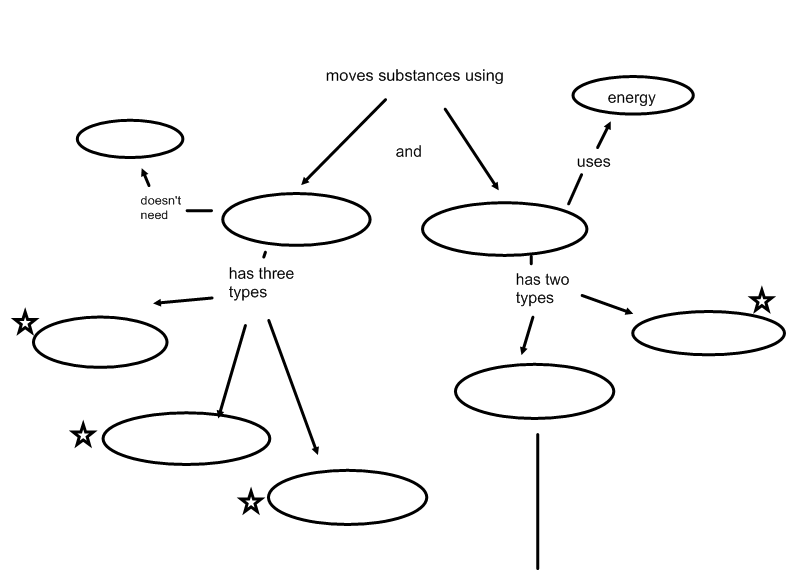 moves substances using
energy
and
uses
doesn't
need
has three
types
has two
types